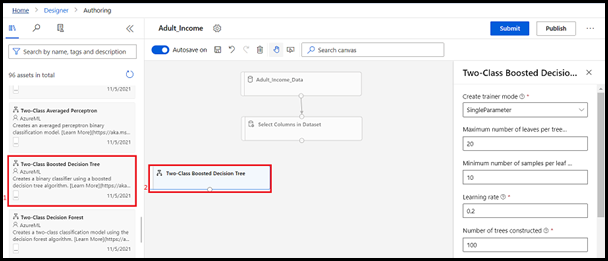 Home > Designer > Authoring
Search by name, tags and description
96 assets in total
11/5/2021
Two-Class Averaged Perceptron
AzureML
Creates an averaged perceptron binary
classification model. [Learn More](https://aka.ms...
11/5/2021
1
Two-Class Boosted Decision Tree
AzureML
Creates a binary classifier using a boosted
decision tree algorithm. [Learn More](https://aka...
11/5/2021
Two-Class Decision Forest
AzureML
Creates a two-class classification model using the
decision forest algorithm. [Learn More](https://a...
11/5/2021
Adult_Income
Submit
Publish
Autosave on
Search canvas
Adult_Income_Data
Select Columns in Dataset
2
Two-Class Boosted Decision Tree
Two-Class Boosted Decisio...
Create trainer mode *
SingleParameter
Maximum number of leaves per tree...
20
Minimum number of samples per leaf ...
10
Learning rate *
0.2
Number of trees constructed *
100